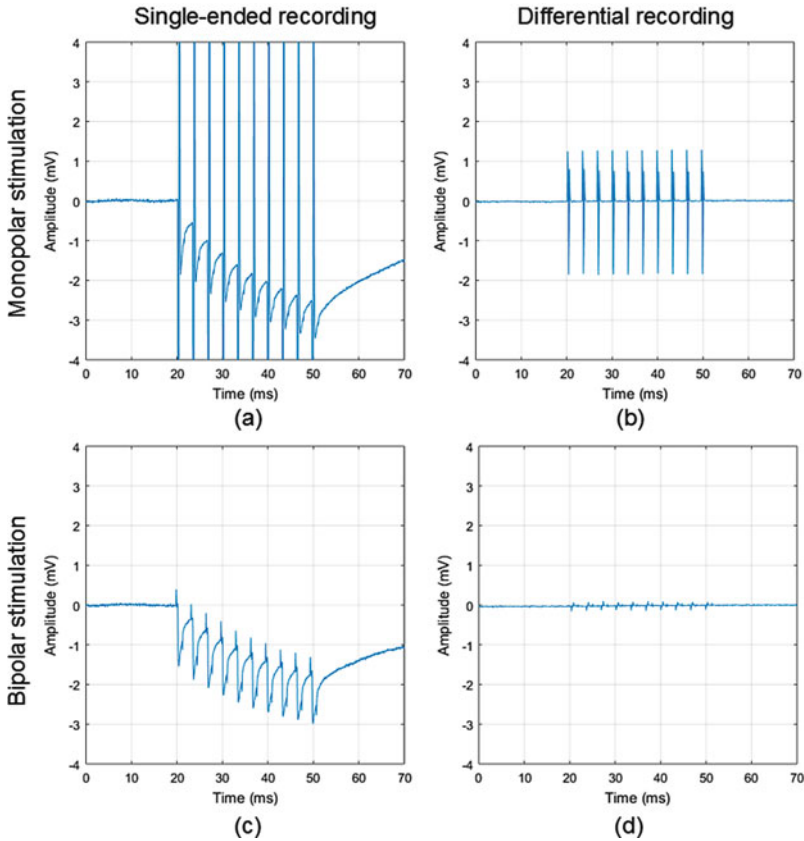 Single-ended recording
Differential recording
Monopolar stimulation
Amplitude (mV)
4
3
2
1
0
-1
-2
-3
-4
0 10 20 30 40 50 60 70
Time (ms)
(a)
Amplitude (mV)
4
3
2
1
0
-1
-2
-3
-4
0 10 20 30 40 50 60 70
Time (ms)
(b)
Bipolar stimulation
Amplitude (mV)
4
3
2
1
0
-1
-2
-3
-4
0 10 20 30 40 50 60 70
Time (ms)
(c)
Amplitude (mV)
4
3
2
1
0
-1
-2
-3
-4
0 10 20 30 40 50 60 70
Time (ms)
(d)